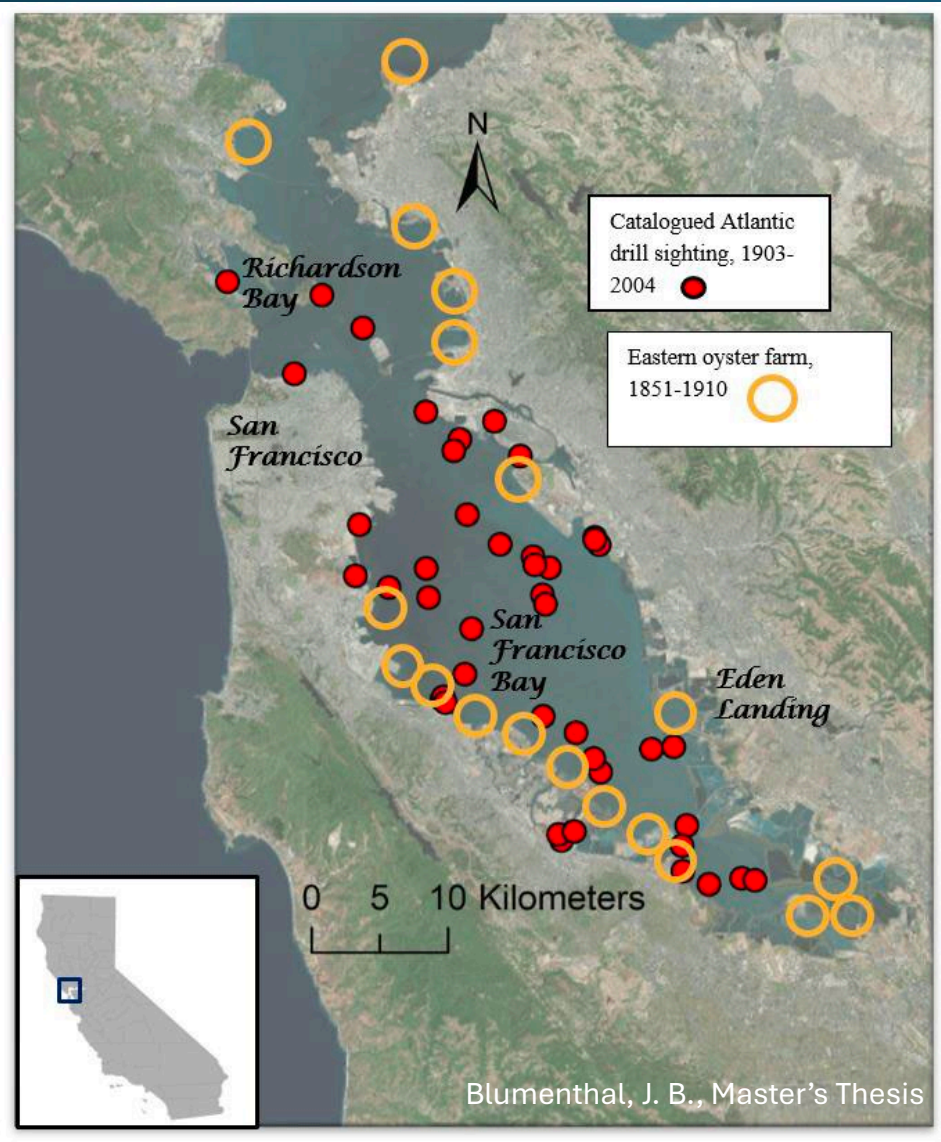 N
Catalogued Atlantic
drill sighting, 1903-
2004
Richardson
Bay
Eastern oyster farm,
1851-1910
San
Francisco
San
Francisco
Bay
Eden
Landing
0 5 10 Kilometers
Blumenthal, J. B., Master’s Thesis